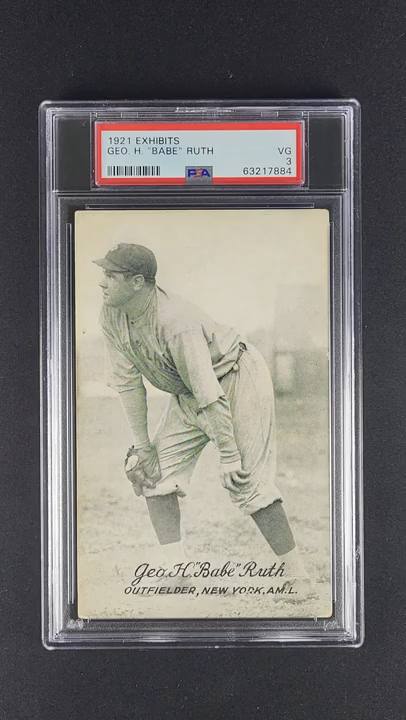 1921 EXHIBITS
GEO. H. "BABE" RUTH VG
3
PSA 63217884
Geo. H. "Babe" Ruth
OUTFIELDER, NEW YORK, AM.L.